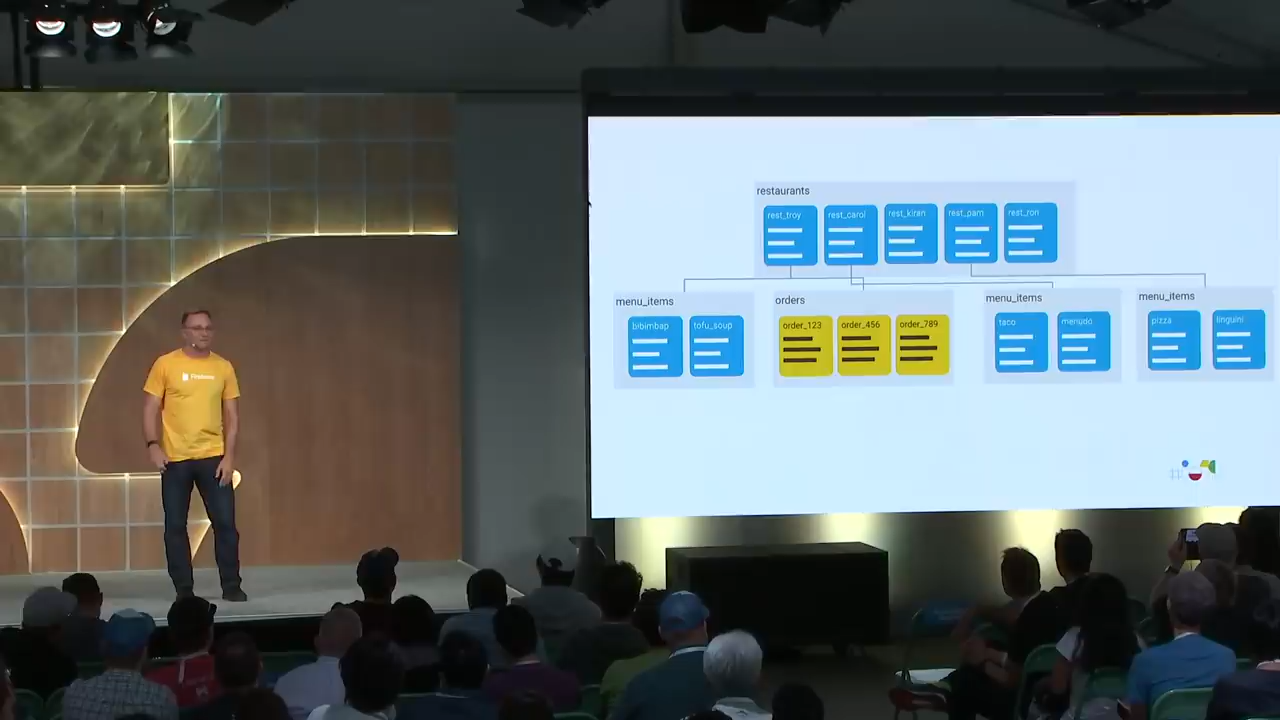 restaurants
rest_troy
rest_carol
rest_kiran
rest_pam
rest_ron
menu_items
bibimbap
tofu_soup
orders
order_123
order_456
order_789
menu_items
taco
menudo
menu_items
pizza
linguini
Firebase